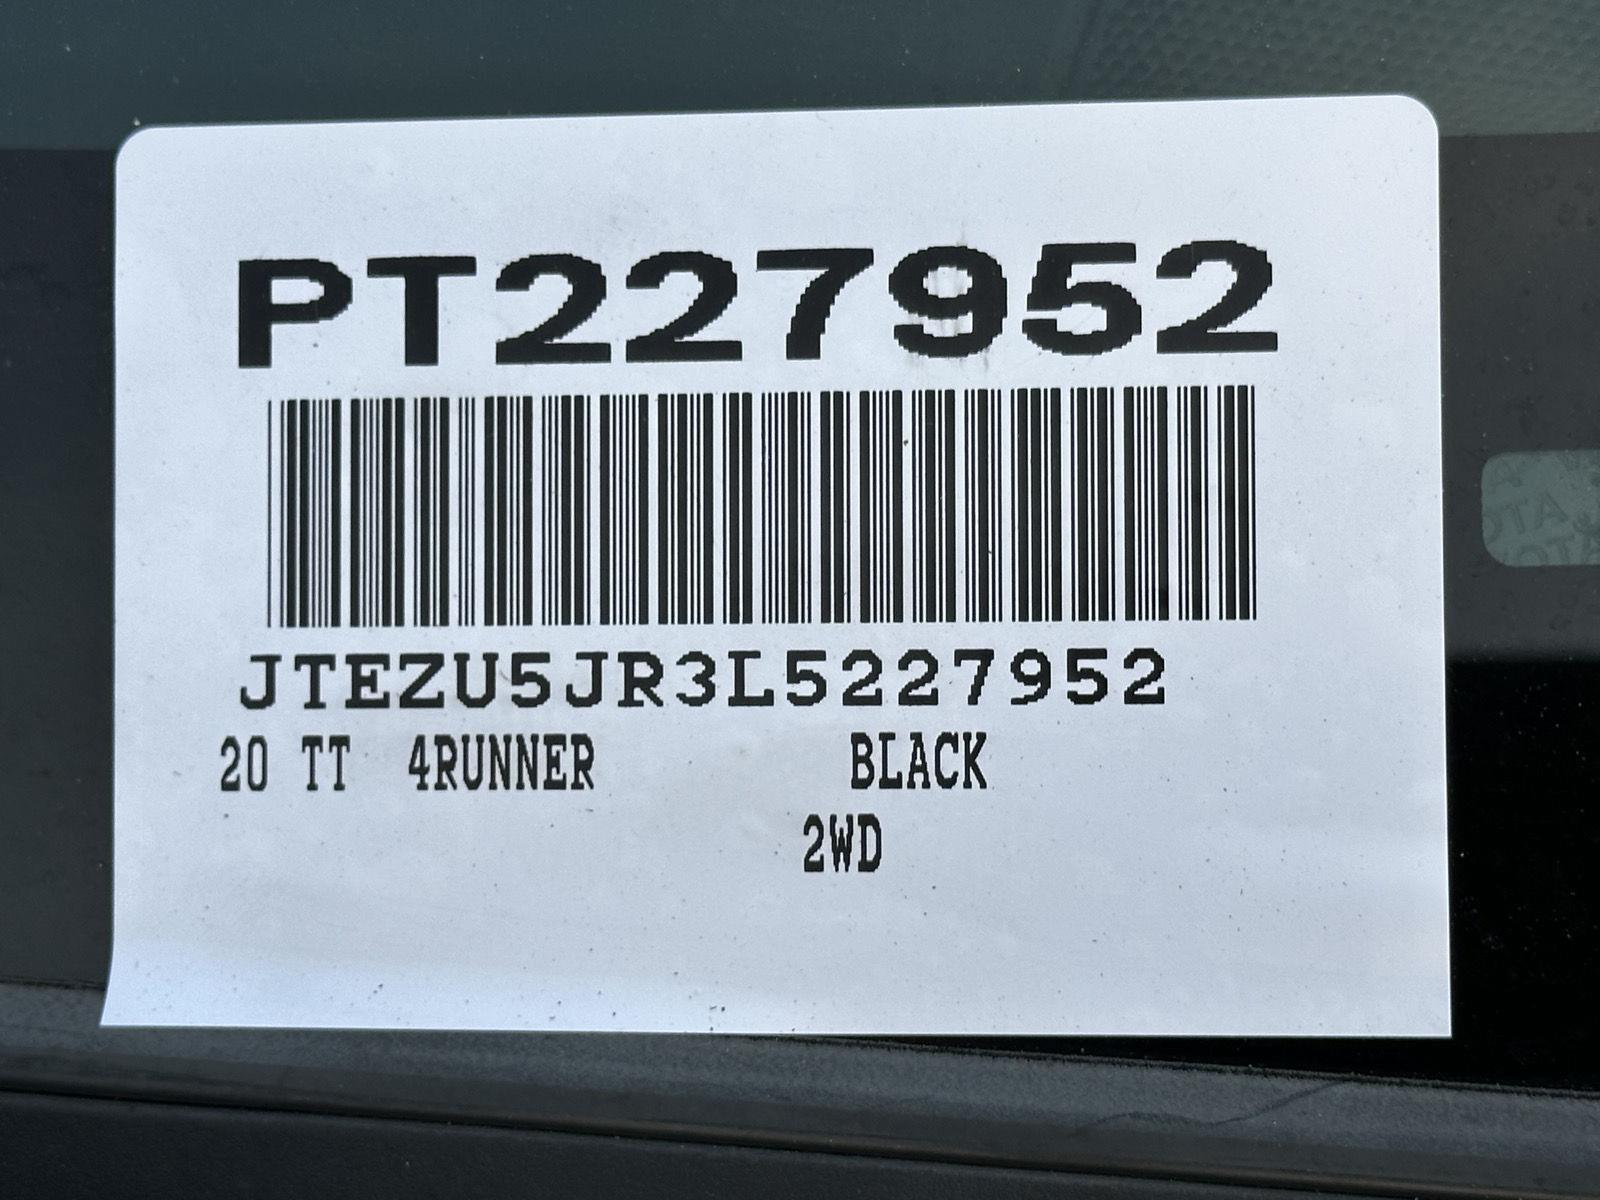 PT227952
JTEZU5JR3L5227952
20 TT 4RUNNER BLACK
2WD